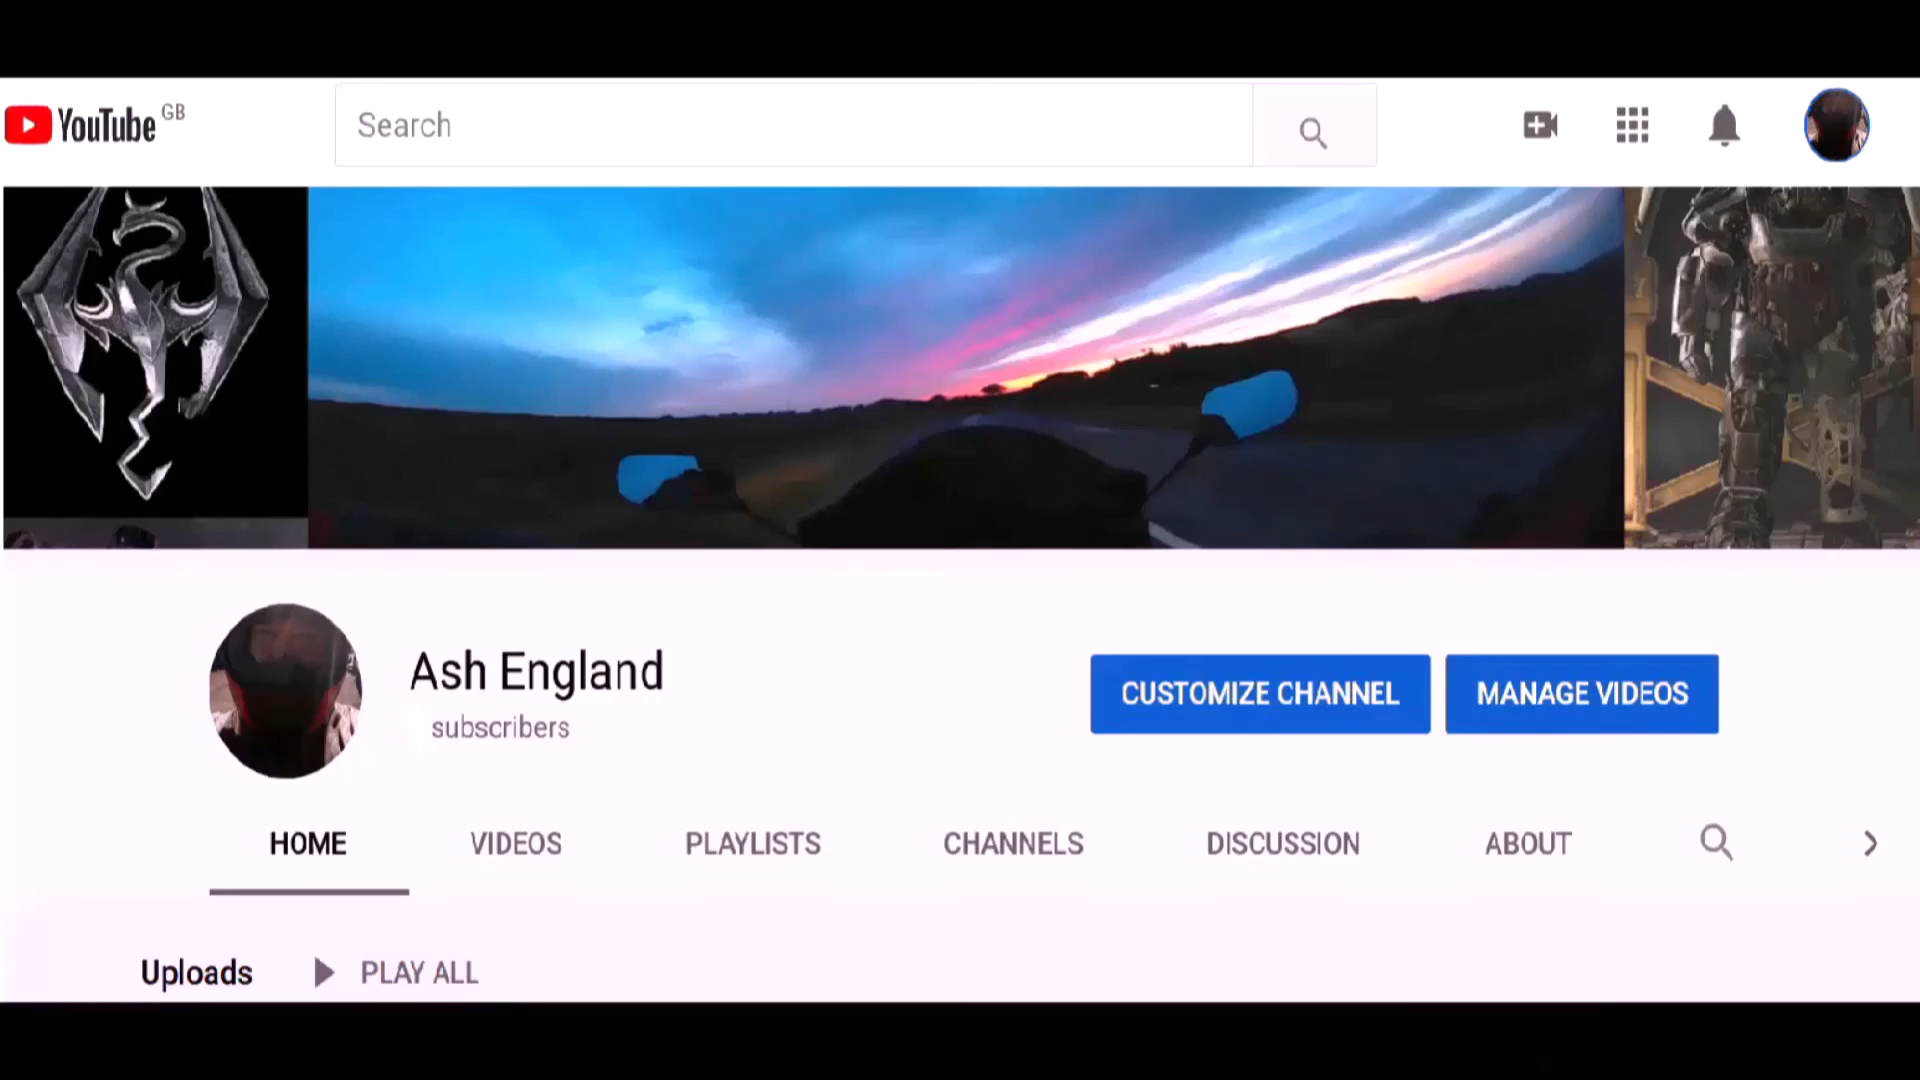 YouTube GB
Search
Ash England
subscribers
CUSTOMIZE CHANNEL
MANAGE VIDEOS
HOME
VIDEOS
PLAYLISTS
CHANNELS
DISCUSSION
ABOUT
Uploads
PLAY ALL